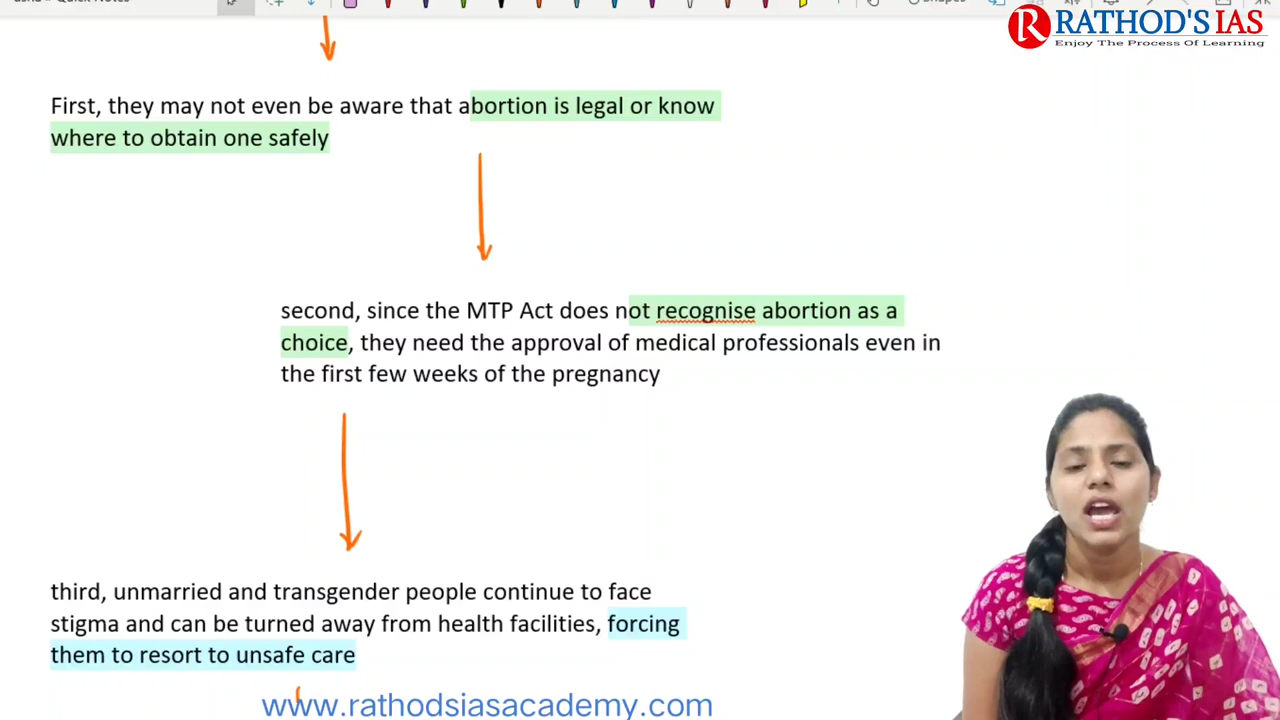 RATHOD'S IAS
Enjoy The Process Of Learning
First, they may not even be aware that abortion is legal or know
where to obtain one safely
second, since the MTP Act does not recognise abortion as a
choice, they need the approval of medical professionals even in
the first few weeks of the pregnancy
third, unmarried and transgender people continue to face
stigma and can be turned away from health facilities, forcing
them to resort to unsafe care
www.rathodsiasacademy.com